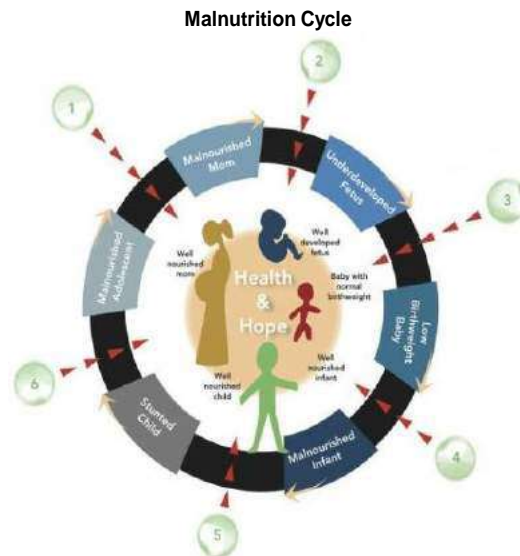 Malnutrition Cycle
1
2
3
4
5
6
Malnourished
Mom
Underdeveloped
Fetus
Low
Birthweight
Baby
Malnourished
Infant
Stunted
Child
Malnourished
Adolescent
Well
nourished
mom
Well
developed
fetus
Baby with
normal
birthweight
Well
nourished
infant
Well
nourished
child
Health
&
Hope